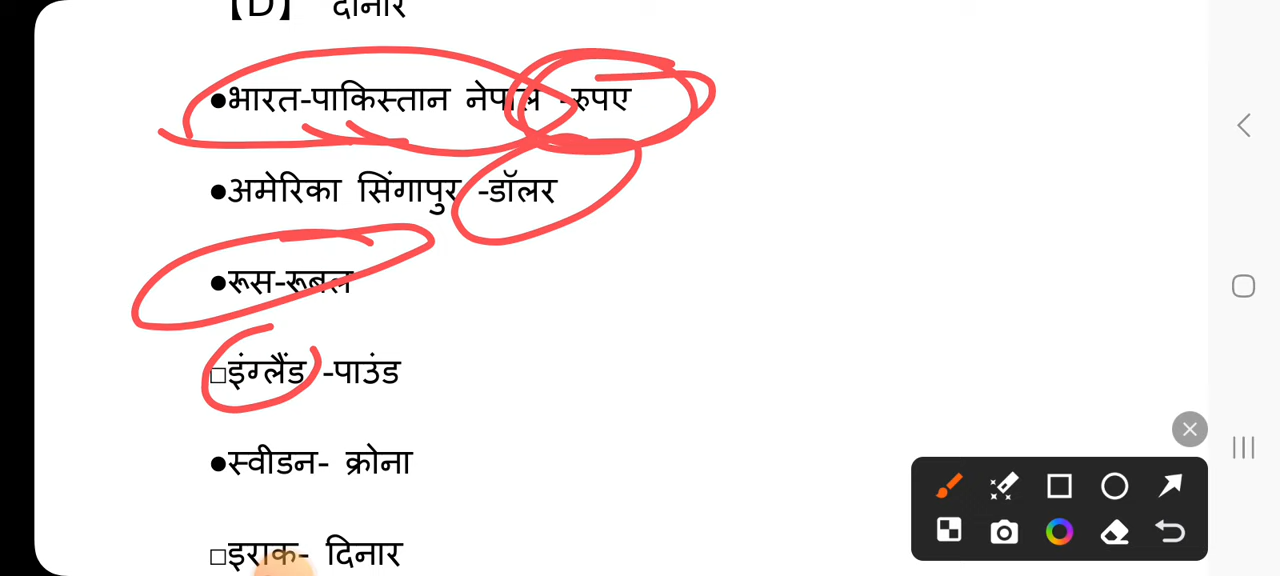 【D】 दीनार
●भारत-पाकिस्तान नेपाल -रुपए
●अमेरिका सिंगापुर -डॉलर
●रूस-रूबल
□इंग्लैंड -पाउंड
●स्वीडन- क्रोना
□इराक- दिनार